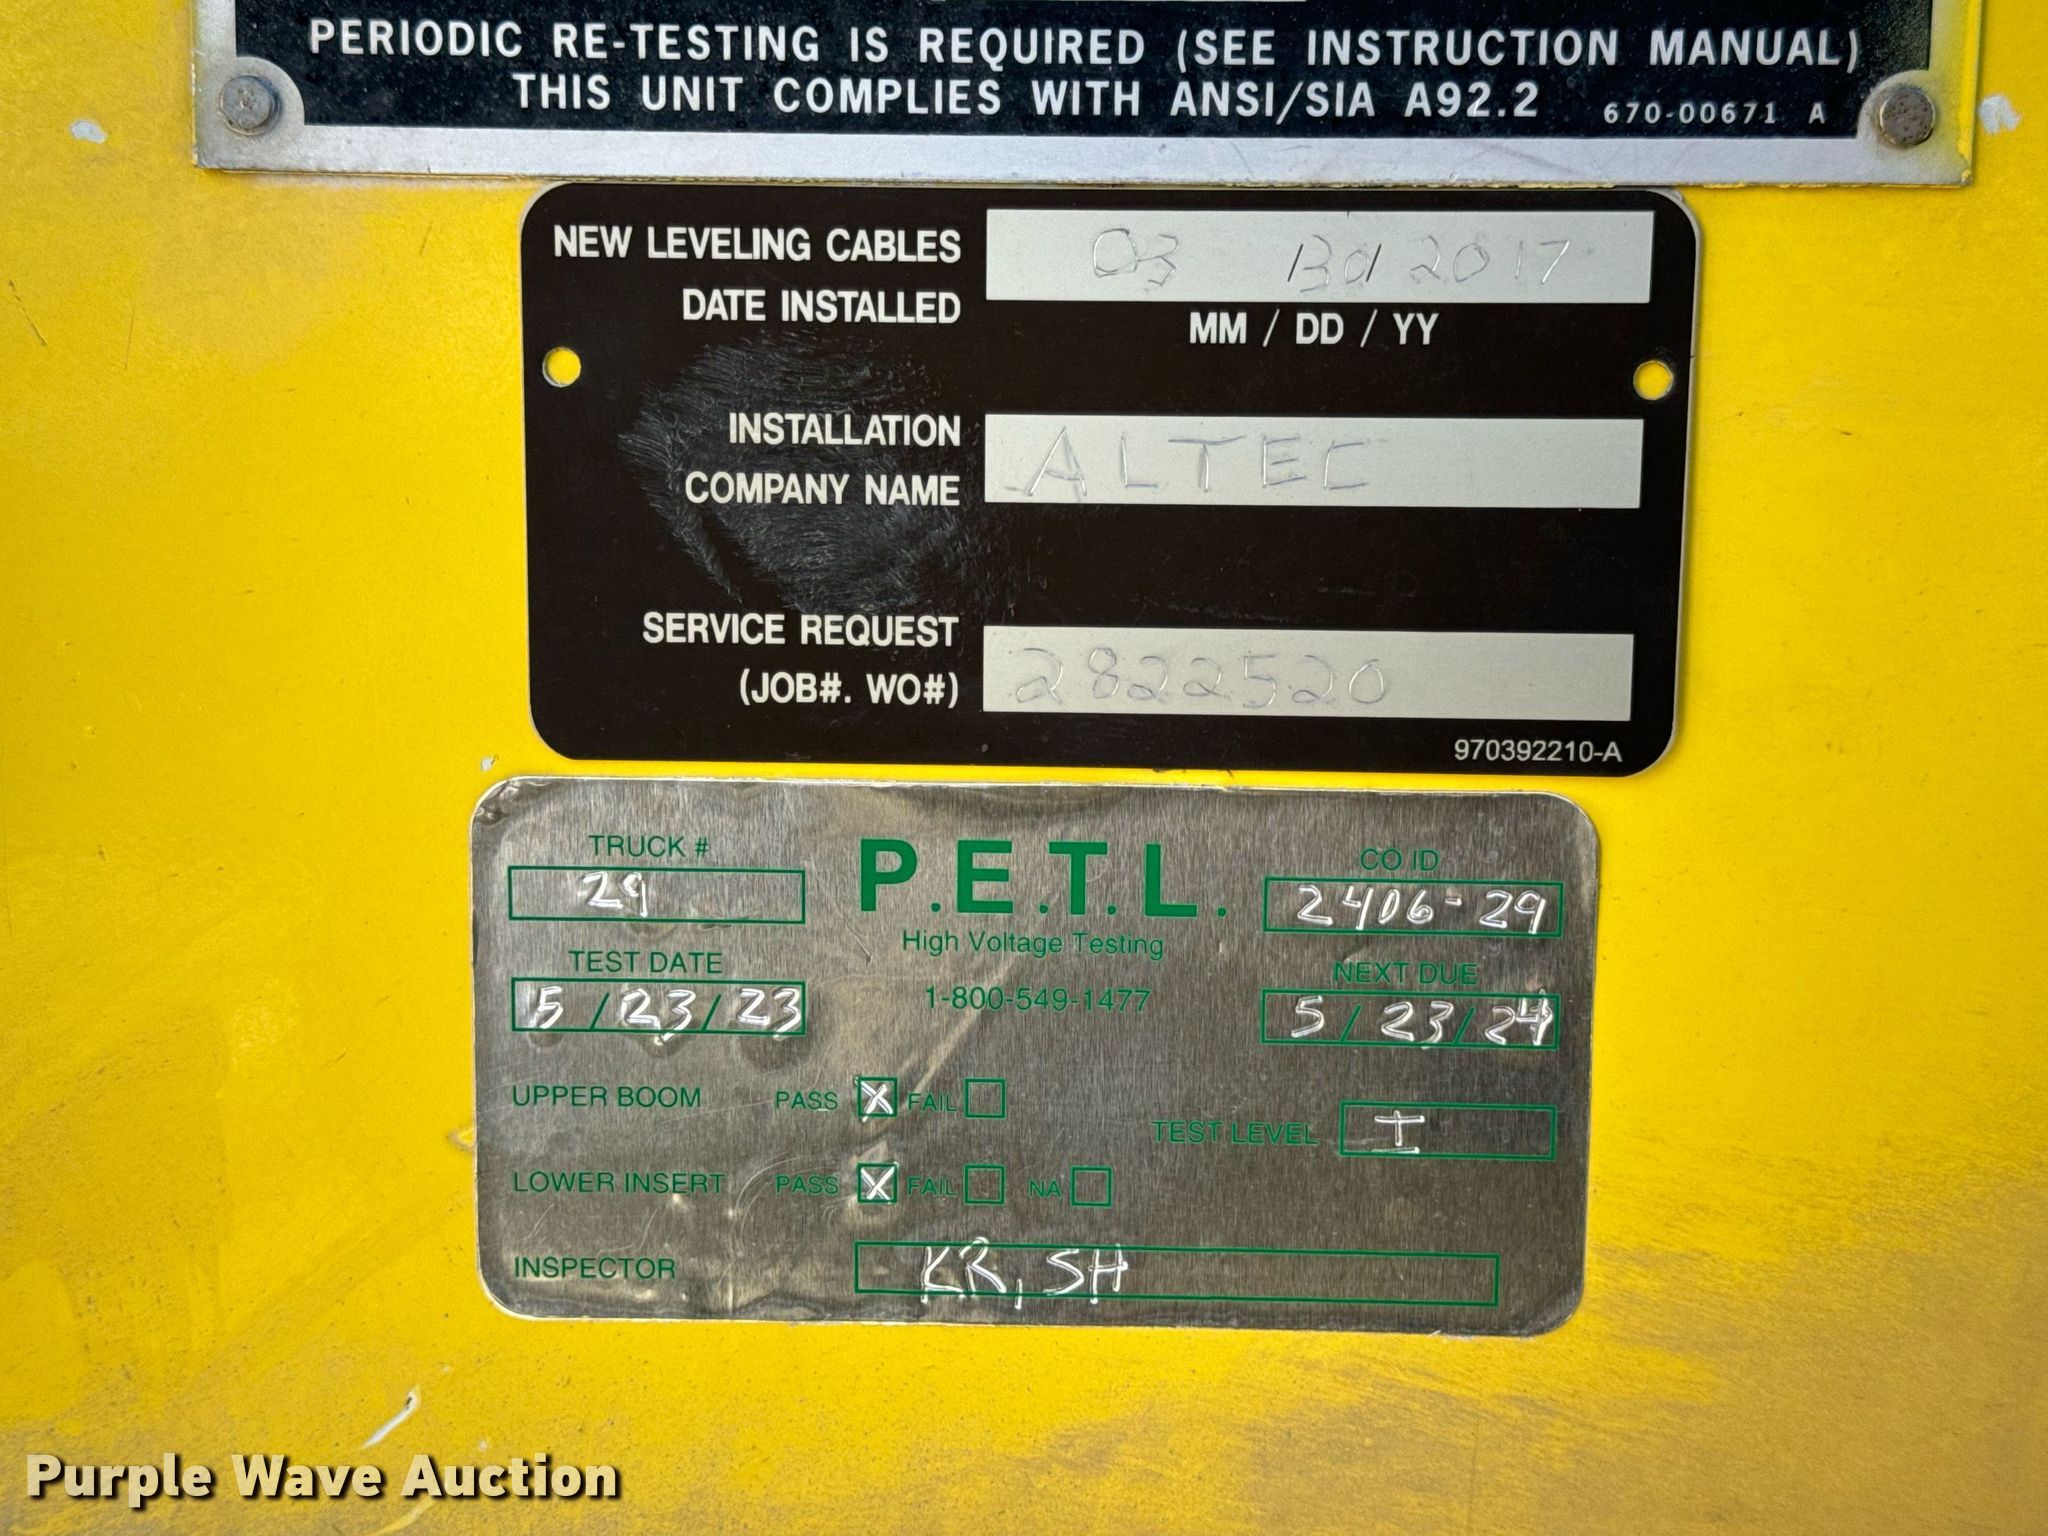 PERIODIC RE-TESTING IS REQUIRED (SEE INSTRUCTION MANUAL)
THIS UNIT COMPLIES WITH ANSI/SIA A92.2 670-00671 A
NEW LEVELING CABLES 03 2017
DATE INSTALLED
MM / DD / YY
INSTALLATION ALTEC
COMPANY NAME
SERVICE REQUEST 2822520
(JOB#. WO#)
970392210-A
TRUCK # P.E.T.L. CO ID
29 2406-29
High Voltage Testing
TEST DATE NEXT DUE
5/23/23 1-800-549-1477 5/23/24
UPPER BOOM PASS X FAIL
TEST LEVEL I
LOWER INSERT PASS X FAIL NA
INSPECTOR KR, SH
Purple Wave Auction